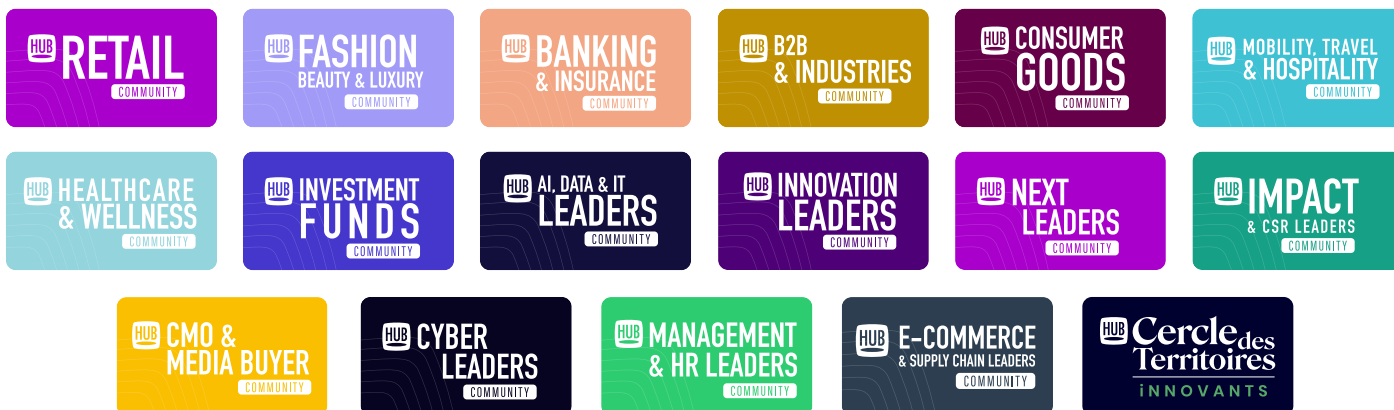 HUB RETAIL
COMMUNITY
HUB FASHION
BEAUTY & LUXURY
COMMUNITY
HUB BANKING
& INSURANCE
COMMUNITY
HUB B2B
& INDUSTRIES
COMMUNITY
HUB CONSUMER
GOODS
COMMUNITY
HUB MOBILITY, TRAVEL
& HOSPITALITY
COMMUNITY
HUB HEALTHCARE
& WELLNESS
COMMUNITY
HUB INVESTMENT
FUNDS
COMMUNITY
HUB AI, DATA & IT
LEADERS
COMMUNITY
HUB INNOVATION
LEADERS
COMMUNITY
HUB NEXT
LEADERS
COMMUNITY
HUB IMPACT
& CSR LEADERS
COMMUNITY
HUB CMO &
MEDIA BUYER
COMMUNITY
HUB CYBER
LEADERS
COMMUNITY
HUB MANAGEMENT
& HR LEADERS
COMMUNITY
HUB E-COMMERCE
& SUPPLY CHAIN LEADERS
COMMUNITY
HUB Cercle des
Territoires
iNNOVANTS